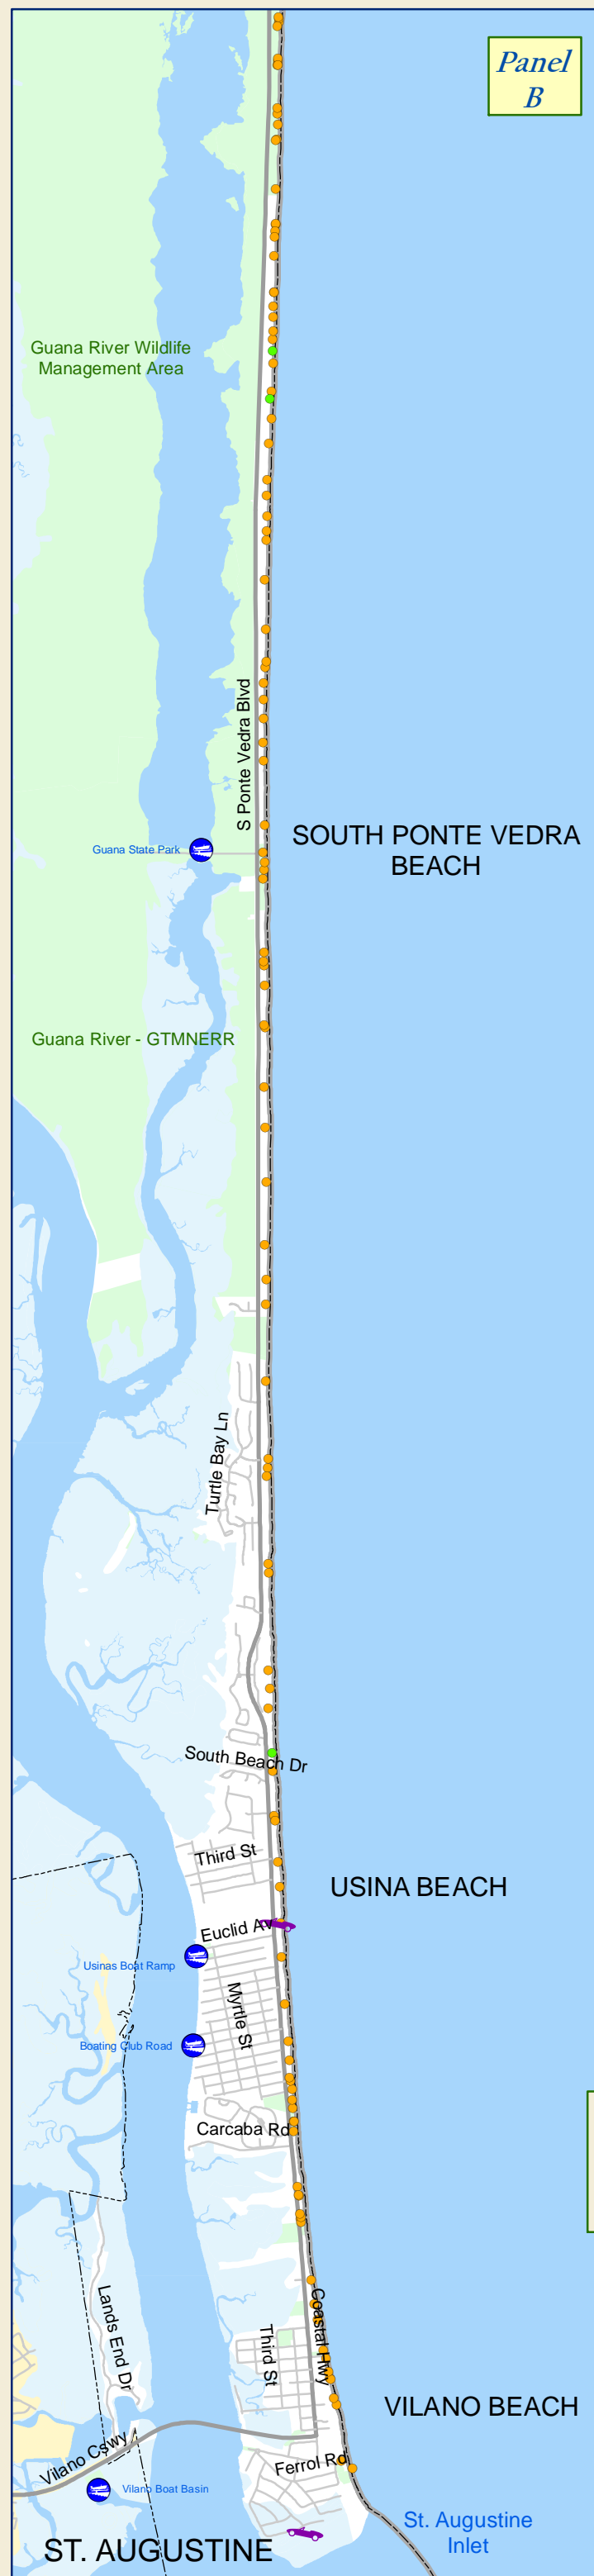 Panel
B
Guana River Wildlife
Management Area
S Ponte Vedra Blvd
Guana State Park
SOUTH PONTE VEDRA
BEACH
Guana River - GTMNERR
Turtle Bay Ln
South Beach Dr
Third St
USINA BEACH
Euclid Av
Usinas Boat Ramp
Myrtle St
Boating Club Road
Carcaba Rd
Lands End Dr
Third St
Coastal Hwy
VILANO BEACH
Vilano Cswy
Ferrol Rd
Vilano Boat Basin
St. Augustine
Inlet
ST. AUGUSTINE